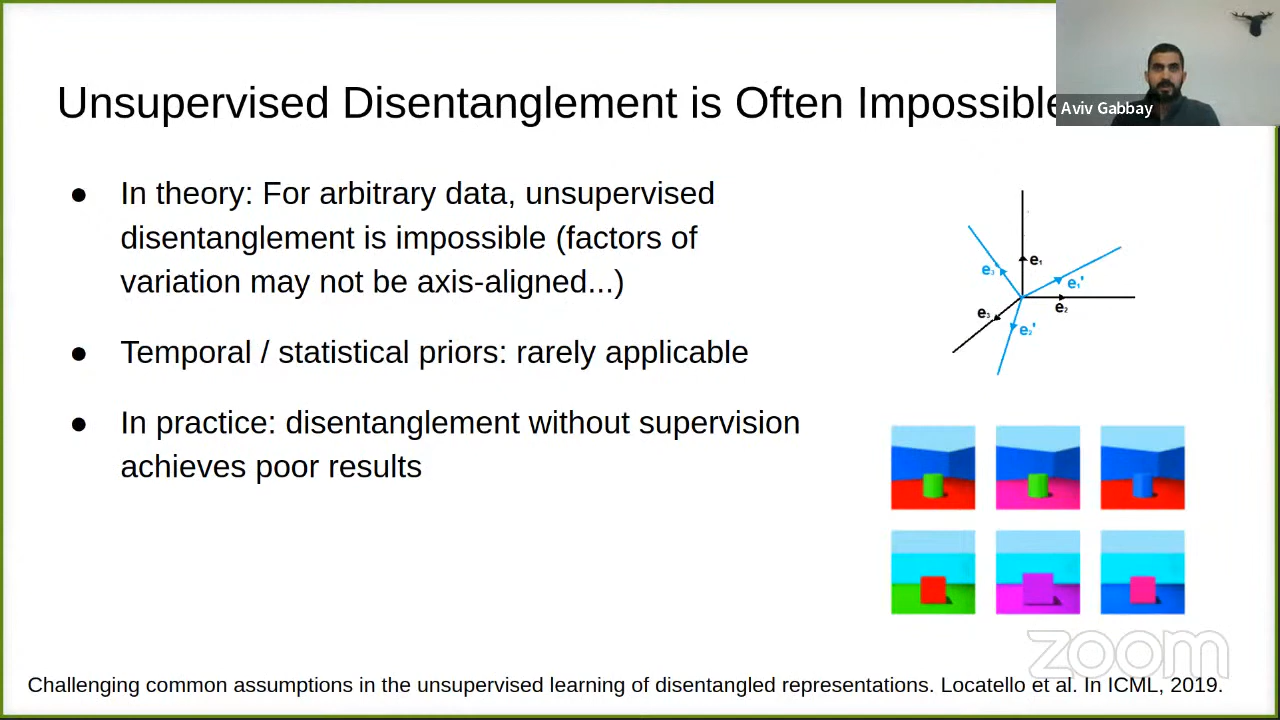 Unsupervised Disentanglement is Often Impossible
Aviv Gabbay
● In theory: For arbitrary data, unsupervised
disentanglement is impossible (factors of
variation may not be axis-aligned...)
● Temporal / statistical priors: rarely applicable
● In practice: disentanglement without supervision
achieves poor results
e₁
e₁'
e₂
e₃
e₂'
zoom
Challenging common assumptions in the unsupervised learning of disentangled representations. Locatello et al. In ICML, 2019.